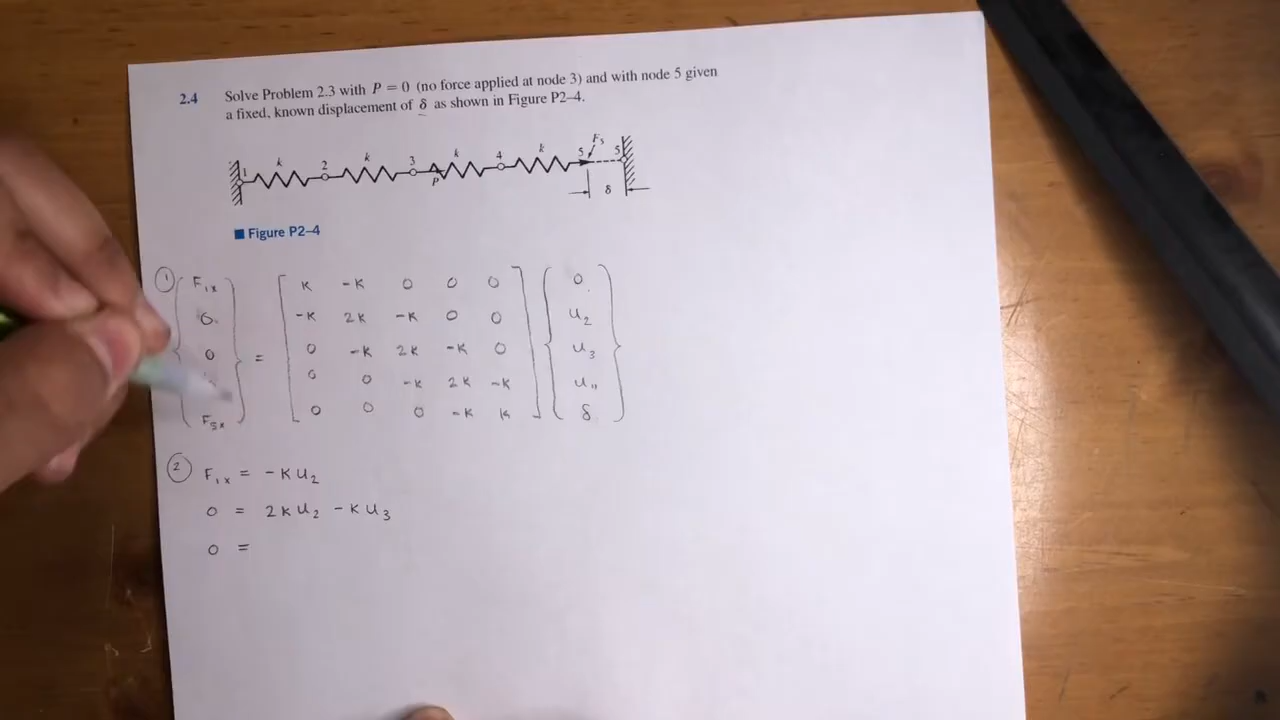 2.4 Solve Problem 2.3 with P = 0 (no force applied at node 3) and with node 5 given
a fixed, known displacement of δ as shown in Figure P2–4.
k k k k F5
1 2 3 4 5 5
P δ
■ Figure P2–4
① F1x K -K 0 0 0 0
0 -K 2K -K 0 0 U2
0 = 0 -K 2K -K 0 U3
0 0 -K 2K -K U4
F5x 0 0 0 -K K δ
② F1x = -KU2
0 = 2KU2 -KU3
0 =